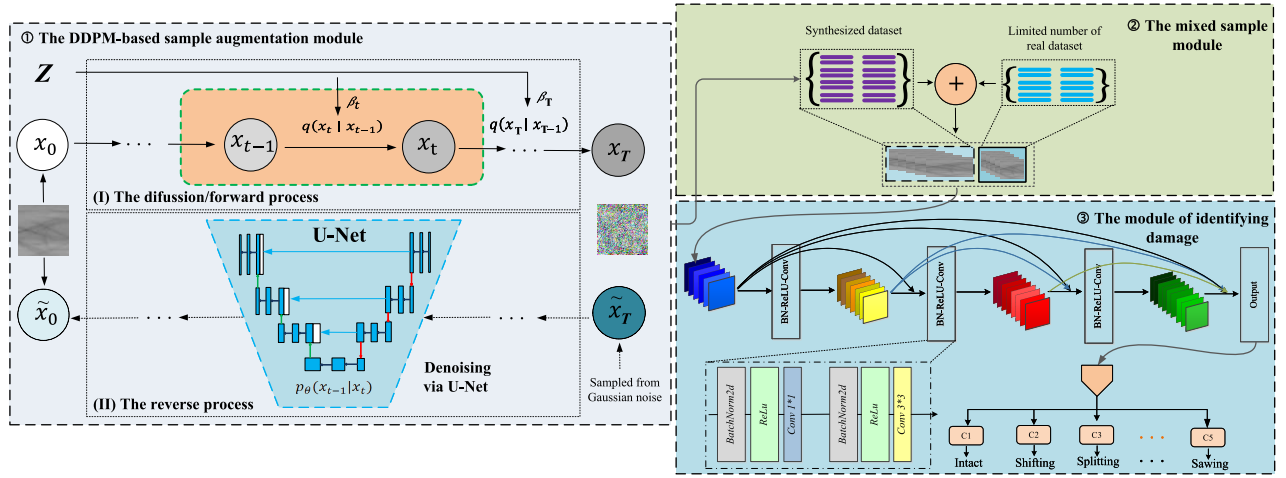 ① The DDPM-based sample augmentation module
Z
β_t
β_T
q(x_t | x_{t−1})
q(x_T | x_{T−1})
x_0
. . .
x_{t−1}
x_t
. . .
x_T
(I) The difussion/forward process
U-Net
x̃_0
. . .
. . .
x̃_T
p_θ(x_{t−1}|x_t)
Denoising
via U-Net
Sampled from
Gaussian noise
(II) The reverse process
② The mixed sample
module
Synthesized dataset
Limited number of
real dataset
{ }
+
{ }
③ The module of identifying
damage
BN-ReLU-Conv
BN-ReLU-Conv
BN-ReLU-Conv
Output
BatchNorm2d
ReLu
Conv 1*1
BatchNorm2d
ReLu
Conv 3*3
C1
C2
C3
. . .
C5
Intact
Shifting
Splitting
. . .
Sawing